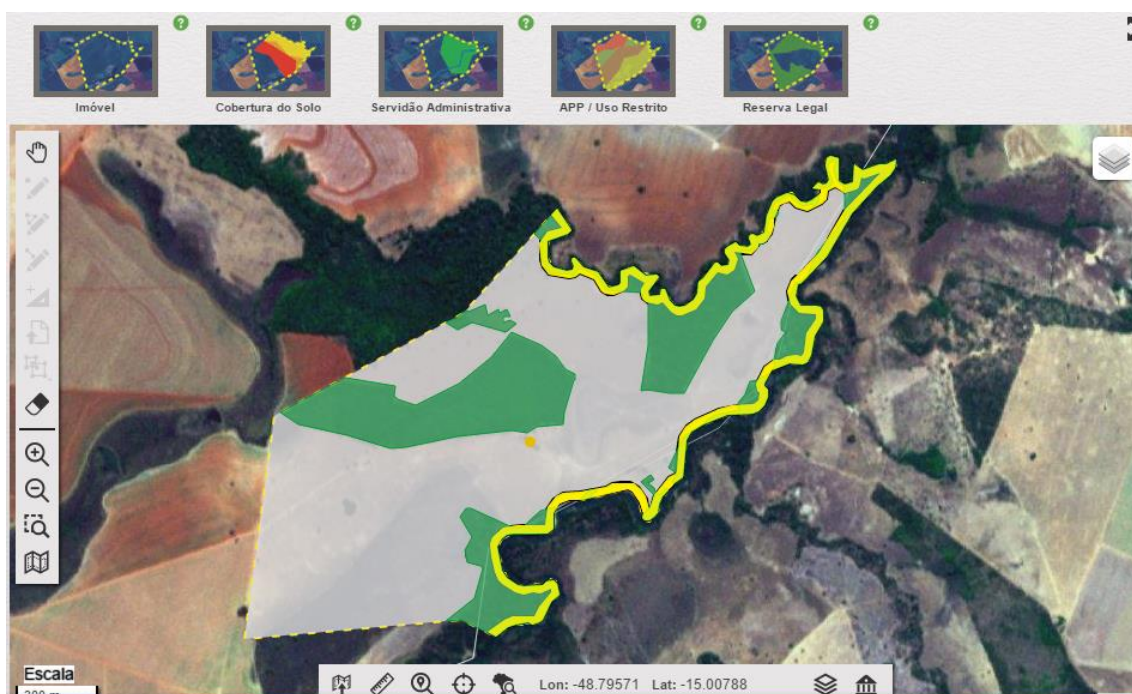 Imóvel
Cobertura do Solo
Servidão Administrativa
APP / Uso Restrito
Reserva Legal
Escala
Lon: -48.79571 Lat: -15.00788